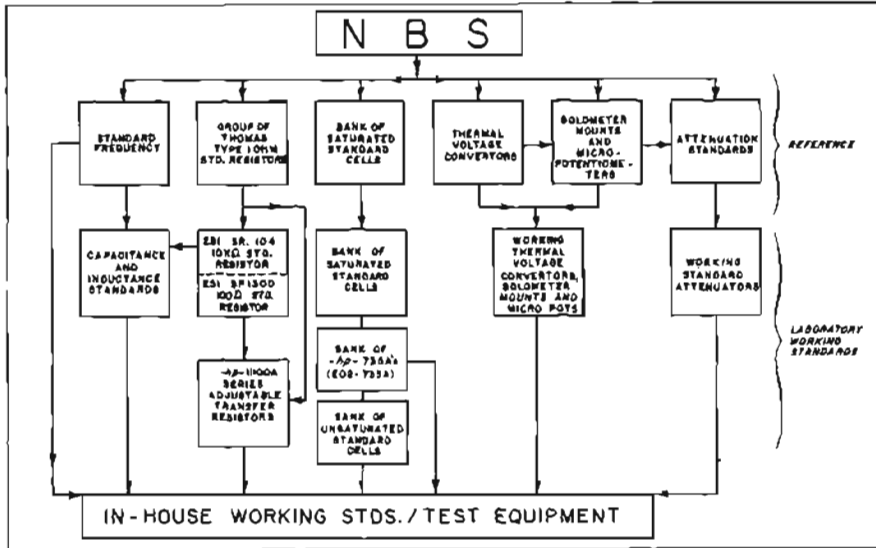 N B S
STANDARD
FREQUENCY
GROUP OF
THOMAS
TYPE 1 OHM
STD. RESISTORS
BANK OF
SATURATED
STANDARD
CELLS
THERMAL
VOLTAGE
CONVERTORS
BOLOMETER
MOUNTS
AND
MICRO-
POTENTIOME-
TERS
ATTENUATION
STANDARDS
REFERENCE
CAPACITANCE
AND
INDUCTANCE
STANDARDS
ESI SR. 104
10KΩ STD.
RESISTOR
ESI
100Ω STD.
RESISTOR
BANK OF
SATURATED
STANDARD
CELLS
WORKING
THERMAL
VOLTAGE
CONVERTORS,
BOLOMETER
MOUNTS AND
MICRO POTS
WORKING
STANDARD
ATTENUATORS
LABORATORY
WORKING
STANDARDS
-hp-11100A
SERIES
ADJUSTABLE
TRANSFER
RESISTORS
BANK OF
-hp- 735A's
(E02-735A)
BANK OF
UNSATURATED
STANDARD
CELLS
IN-HOUSE WORKING STDS./TEST EQUIPMENT